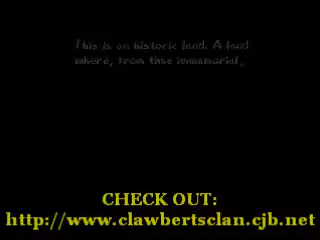 This is an historic land. A land
where, from time immemorial,
CHECK OUT:
http://www.clawbertsclan.cjb.net